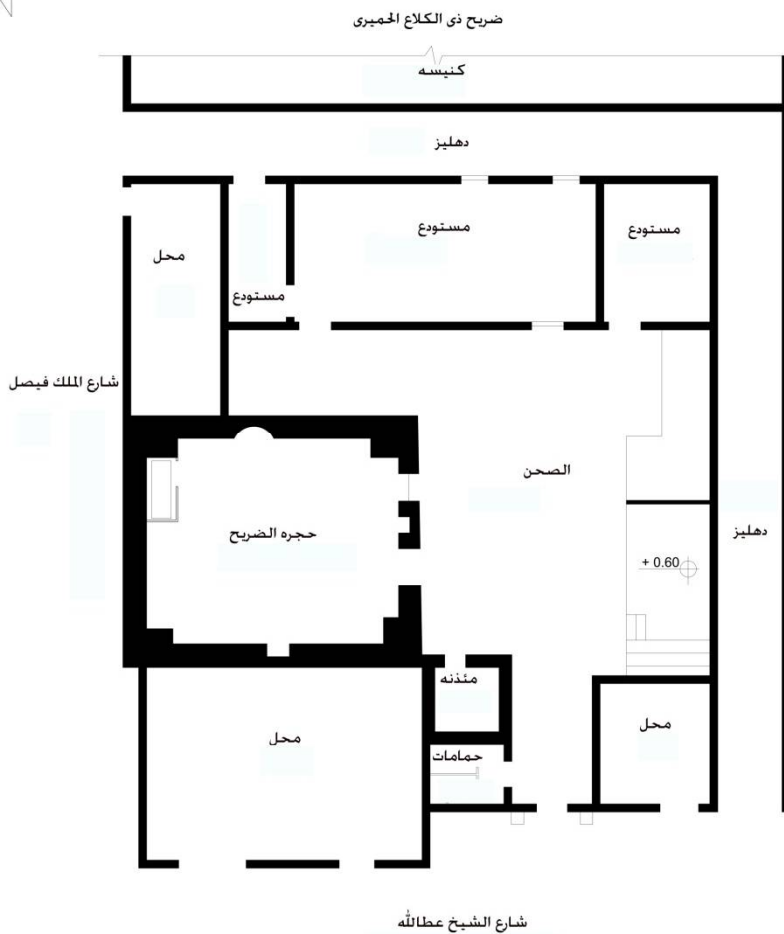 ضريح ذى الكلاع الحميرى
كنيسه
دهليز
مستودع
مستودع
محل
مستودع
شارع الملك فيصل
الصحن
حجره الضريح
دهليز
+ 0.60
مئذنه
محل
محل
حمامات
شارع الشيخ عطالله